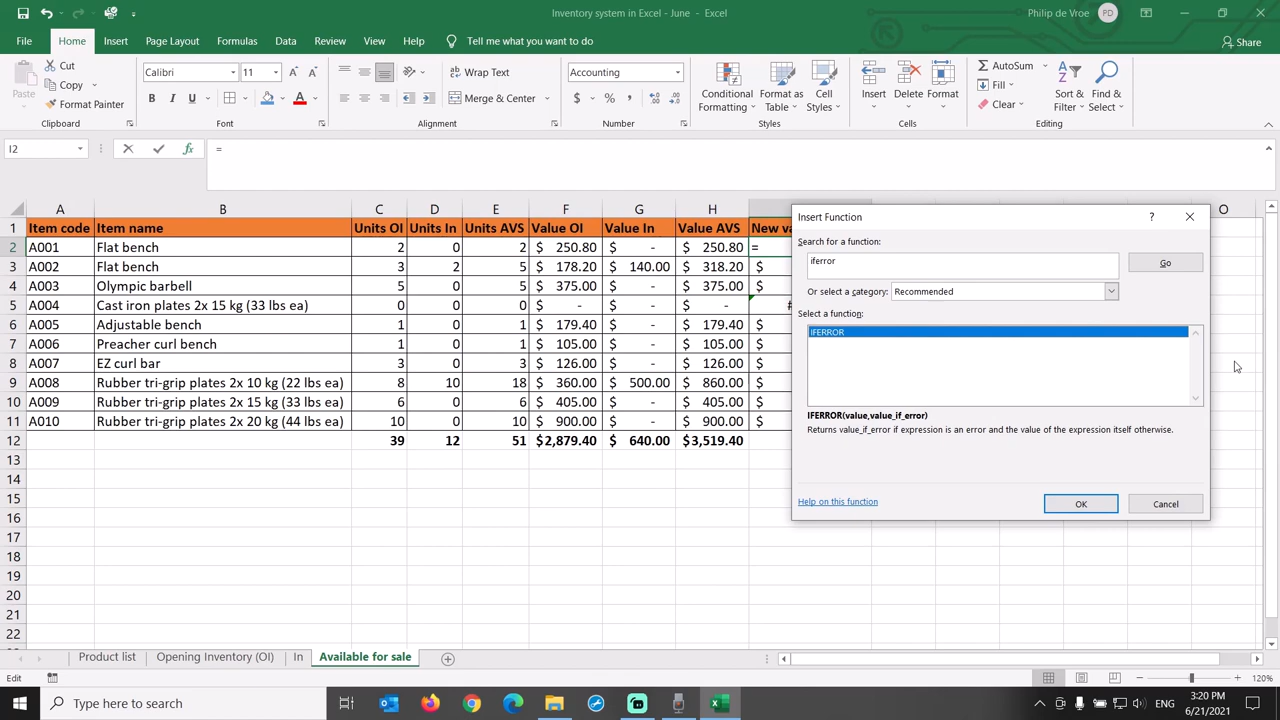 Inventory system in Excel - June - Excel
Philip de Vroe PD
File Home Insert Page Layout Formulas Data Review View Help Tell me what you want to do Share
Paste Cut Copy Format Painter
Calibri 11 Wrap Text Merge & Center Accounting
B I U A A A $ % ,
Conditional Formatting Format as Table Cell Styles
Insert Delete Format
AutoSum Fill Clear Sort & Filter Find & Select
Clipboard Font Alignment Number Styles Cells Editing
I2 fx =
A B C D E F G H O
1 Item code Item name Units OI Units In Units AVS Value OI Value In Value AVS New va
2 A001 Flat bench 2 0 2 $ 250.80 $ - $ 250.80 =
3 A002 Flat bench 3 2 5 $ 178.20 $ 140.00 $ 318.20 $
4 A003 Olympic barbell 5 0 5 $ 375.00 $ - $ 375.00 $
5 A004 Cast iron plates 2x 15 kg (33 lbs ea) 0 0 0 $ - $ - $ - #
6 A005 Adjustable bench 1 0 1 $ 179.40 $ - $ 179.40 $
7 A006 Preacher curl bench 1 0 1 $ 105.00 $ - $ 105.00 $
8 A007 EZ curl bar 3 0 3 $ 126.00 $ - $ 126.00 $
9 A008 Rubber tri-grip plates 2x 10 kg (22 lbs ea) 8 10 18 $ 360.00 $ 500.00 $ 860.00 $
10 A009 Rubber tri-grip plates 2x 15 kg (33 lbs ea) 6 0 6 $ 405.00 $ - $ 405.00 $
11 A010 Rubber tri-grip plates 2x 20 kg (44 lbs ea) 10 0 10 $ 900.00 $ - $ 900.00 $
12 39 12 51 $2,879.40 $ 640.00 $3,519.40
13
14
15
16
17
18
19
20
21
22
Insert Function ?
Search for a function:
iferror
Go
Or select a category: Recommended
Select a function:
IFERROR
IFERROR(value,value_if_error)
Returns value_if_error if expression is an error and the value of the expression itself otherwise.
Help on this function OK Cancel
Product list Opening Inventory (OI) In Available for sale
Edit 120%
Type here to search
ENG
3:20 PM
6/21/2021